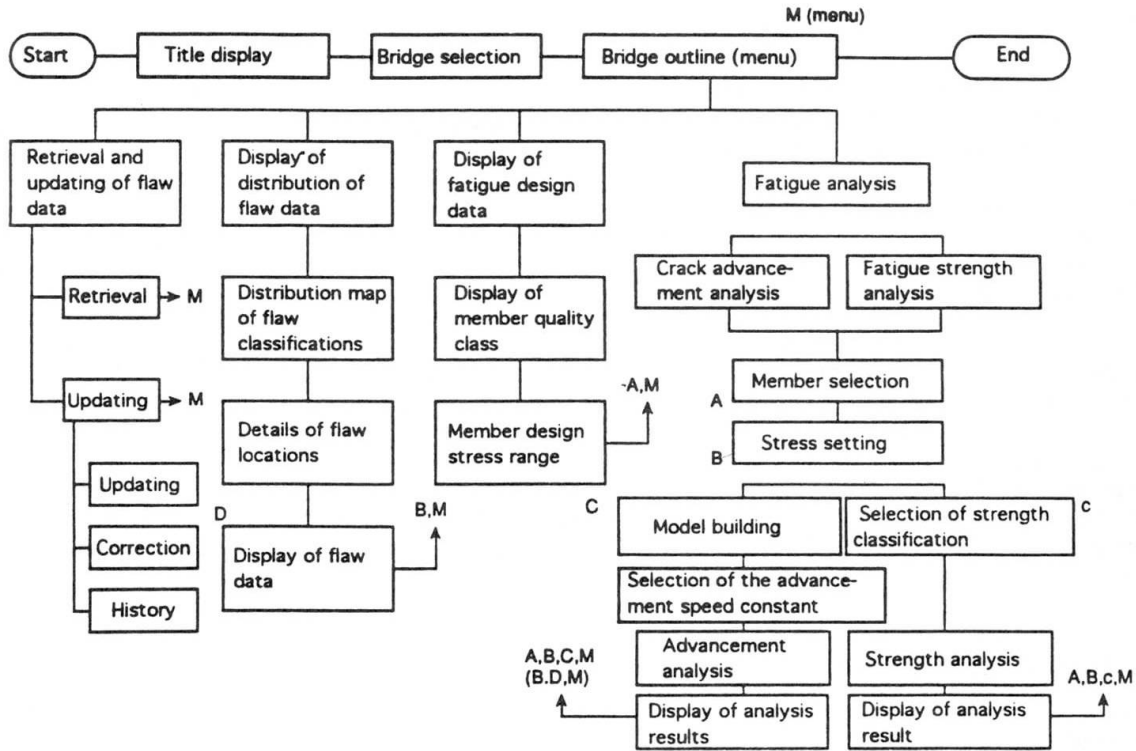 M (menu)
Start
Title display
Bridge selection
Bridge outline (menu)
End
Retrieval and
updating of flaw
data
Display of
distribution of
flaw data
Display of
fatigue design
data
Fatigue analysis
Crack advance-
ment analysis
Fatigue strength
analysis
Retrieval
M
Distribution map
of flaw
classifications
Display of
member quality
class
Updating
M
Member selection
A
A,M
Details of flaw
locations
Member design
stress range
Stress setting
B
Updating
Correction
History
D
Display of flaw
data
B,M
C
Model building
Selection of strength
classification
c
Selection of the advance-
ment speed constant
Advancement
analysis
Strength analysis
A,B,C,M
(B.D,M)
Display of analysis
results
Display of analysis
result
A,B,c,M